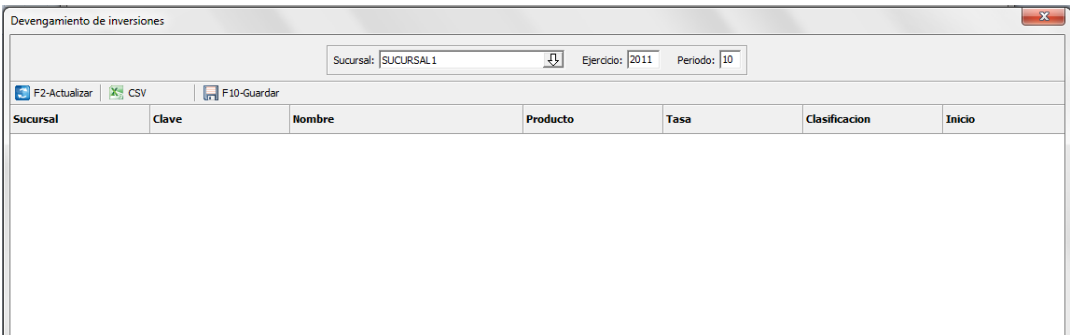 Devengamiento de inversiones
Sucursal: SUCURSAL1 Ejercicio: 2011 Periodo: 10
F2-Actualizar CSV F10-Guardar
Sucursal Clave Nombre Producto Tasa Clasificacion Inicio